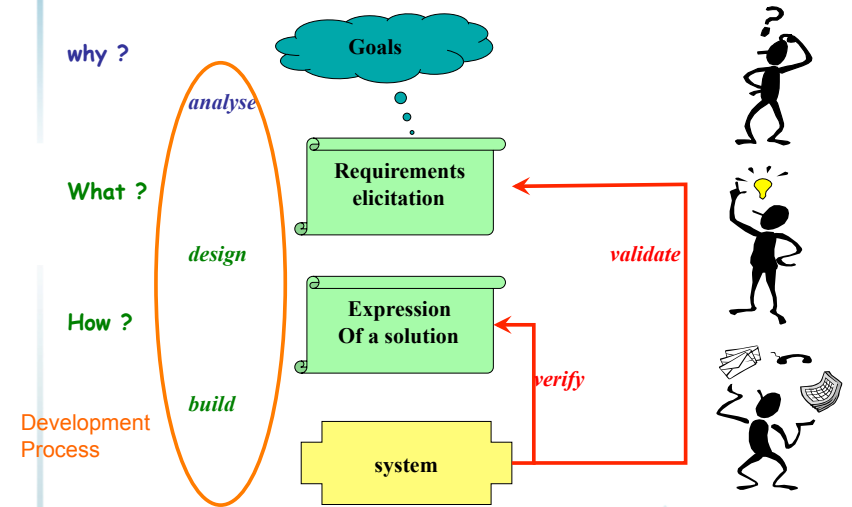 why ?
Goals
?
analyse
Requirements
elicitation
What ?
design
validate
Expression
Of a solution
How ?
verify
build
Development
Process
system